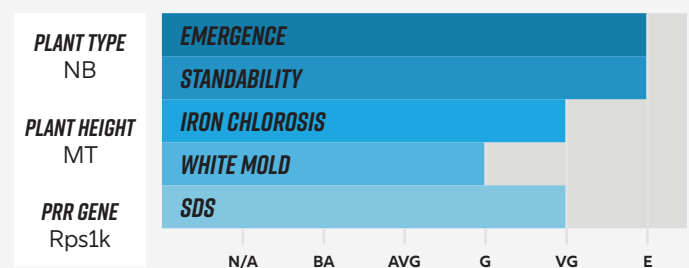 PLANT TYPE
NB
PLANT HEIGHT
MT
PRR GENE
Rps1k
EMERGENCE
STANDABILITY
IRON CHLOROSIS
WHITE MOLD
SDS
N/A BA AVG G VG E